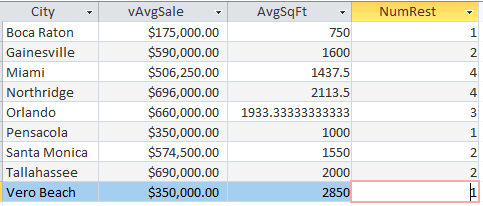 City vAvgSale AvgSqFt NumRest
Boca Raton $175,000.00 750 1
Gainesville $590,000.00 1600 2
Miami $506,250.00 1437.5 4
Northridge $696,000.00 2113.5 4
Orlando $660,000.00 1933.33333333333 3
Pensacola $350,000.00 1000 1
Santa Monica $574,500.00 1550 2
Tallahassee $690,000.00 2000 2
Vero Beach $350,000.00 2850 1